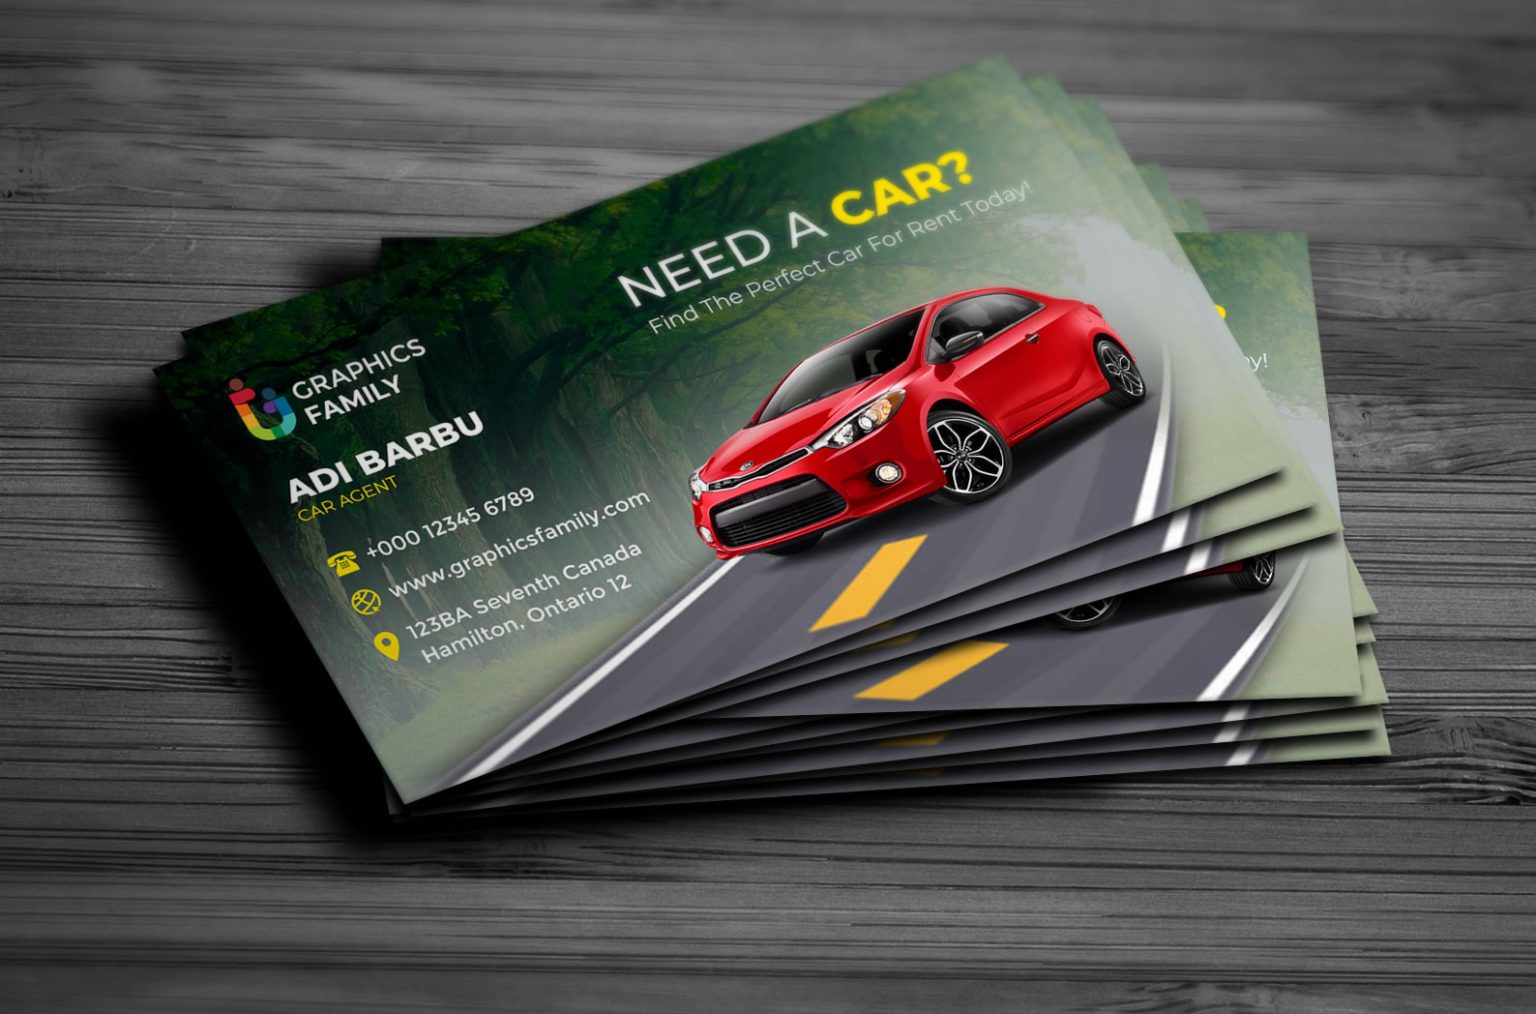 NEED A CAR?
Find The Perfect Car For Rent Today!
GRAPHICS
FAMILY
ADI BARBU
CAR AGENT
+000 12345 6789
www.graphicsfamily.com
123BA Seventh Canada
Hamilton, Ontario 12
?
ay!